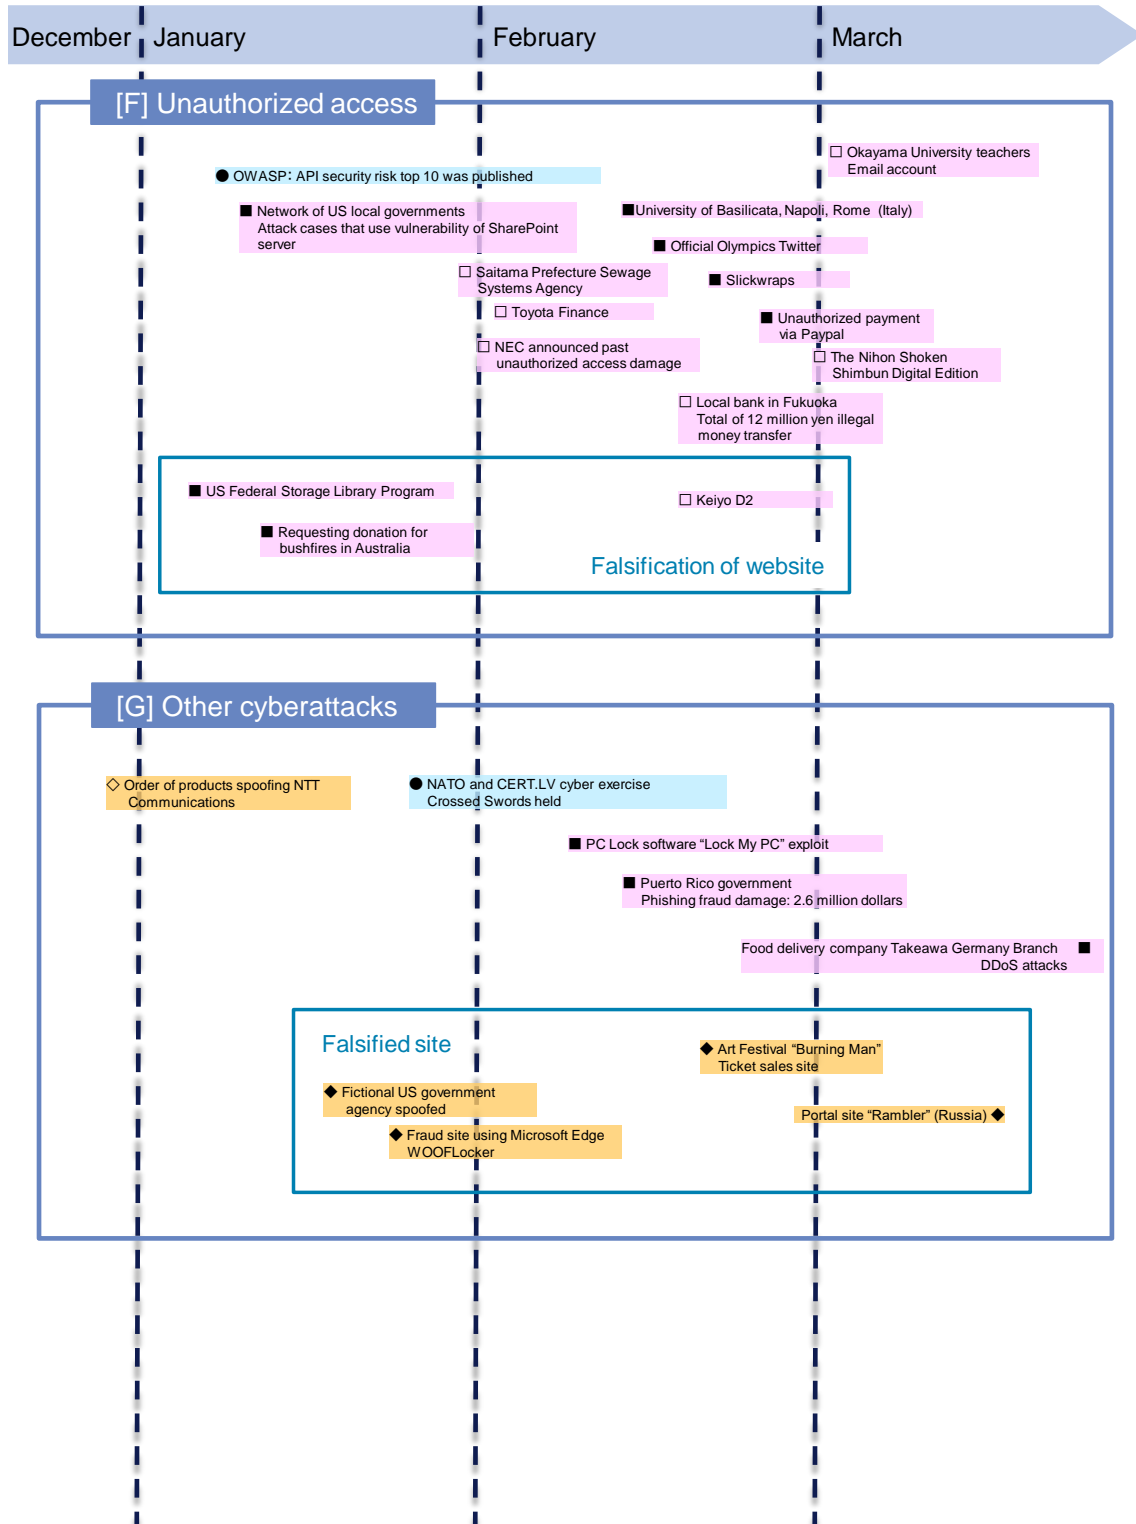 December
January
February
March
[F] Unauthorized access
□ Okayama University teachers
Email account
● OWASP: API security risk top 10 was published
■ Network of US local governments
Attack cases that use vulnerability of SharePoint
server
■University of Basilicata, Napoli, Rome (Italy)
■ Official Olympics Twitter
□ Saitama Prefecture Sewage
Systems Agency
■ Slickwraps
□ Toyota Finance
■ Unauthorized payment
via Paypal
□ NEC announced past
unauthorized access damage
□ The Nihon Shoken
Shimbun Digital Edition
□ Local bank in Fukuoka
Total of 12 million yen illegal
money transfer
■ US Federal Storage Library Program
□ Keiyo D2
■ Requesting donation for
bushfires in Australia
Falsification of website
[G] Other cyberattacks
◇ Order of products spoofing NTT
Communications
● NATO and CERT.LV cyber exercise
Crossed Swords held
■ PC Lock software “Lock My PC” exploit
■ Puerto Rico government
Phishing fraud damage: 2.6 million dollars
Food delivery company Takeawa Germany Branch ■
DDoS attacks
Falsified site
◆ Art Festival “Burning Man”
Ticket sales site
◆ Fictional US government
agency spoofed
Portal site “Rambler” (Russia) ◆
◆ Fraud site using Microsoft Edge
WOOFLocker